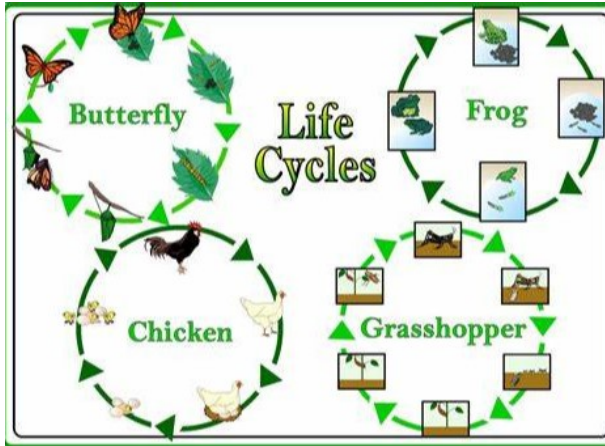 Butterfly
Life
Cycles
Frog
Chicken
Grasshopper